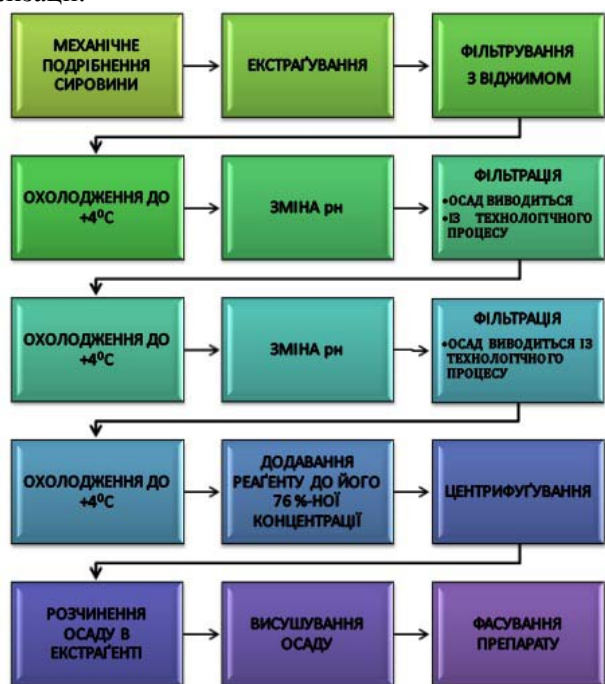 МЕХАНІЧНЕ
ПОДРІБНЕННЯ
СИРОВИНИ
ЕКСТРАҐУВАННЯ
ФІЛЬТРУВАННЯ
З ВІДЖИМОМ
ОХОЛОДЖЕННЯ ДО
+4⁰С
ЗМІНА рн
ФІЛЬТРАЦІЯ
•ОСАД ВИВОДИТЬСЯ
•ІЗ ТЕХНОЛОГІЧНОГО
ПРОЦЕСУ
ОХОЛОДЖЕННЯ ДО
+4⁰С
ЗМІНА рн
ФІЛЬТРАЦІЯ
•ОСАД ВИВОДИТЬСЯ ІЗ
ТЕХНОЛОГІЧНОГО
ПРОЦЕСУ
ОХОЛОДЖЕННЯ ДО
+4⁰С
ДОДАВАННЯ
РЕАҐЕНТУ ДО ЙОГО
76 %-НОЇ
КОНЦЕНТРАЦІЇ
ЦЕНТРИФУҐУВАННЯ
РОЗЧИНЕННЯ
ОСАДУ В
ЕКСТРАҐЕНТІ
ВИСУШУВАННЯ
ОСАДУ
ФАСУВАННЯ
ПРЕПАРАТУ